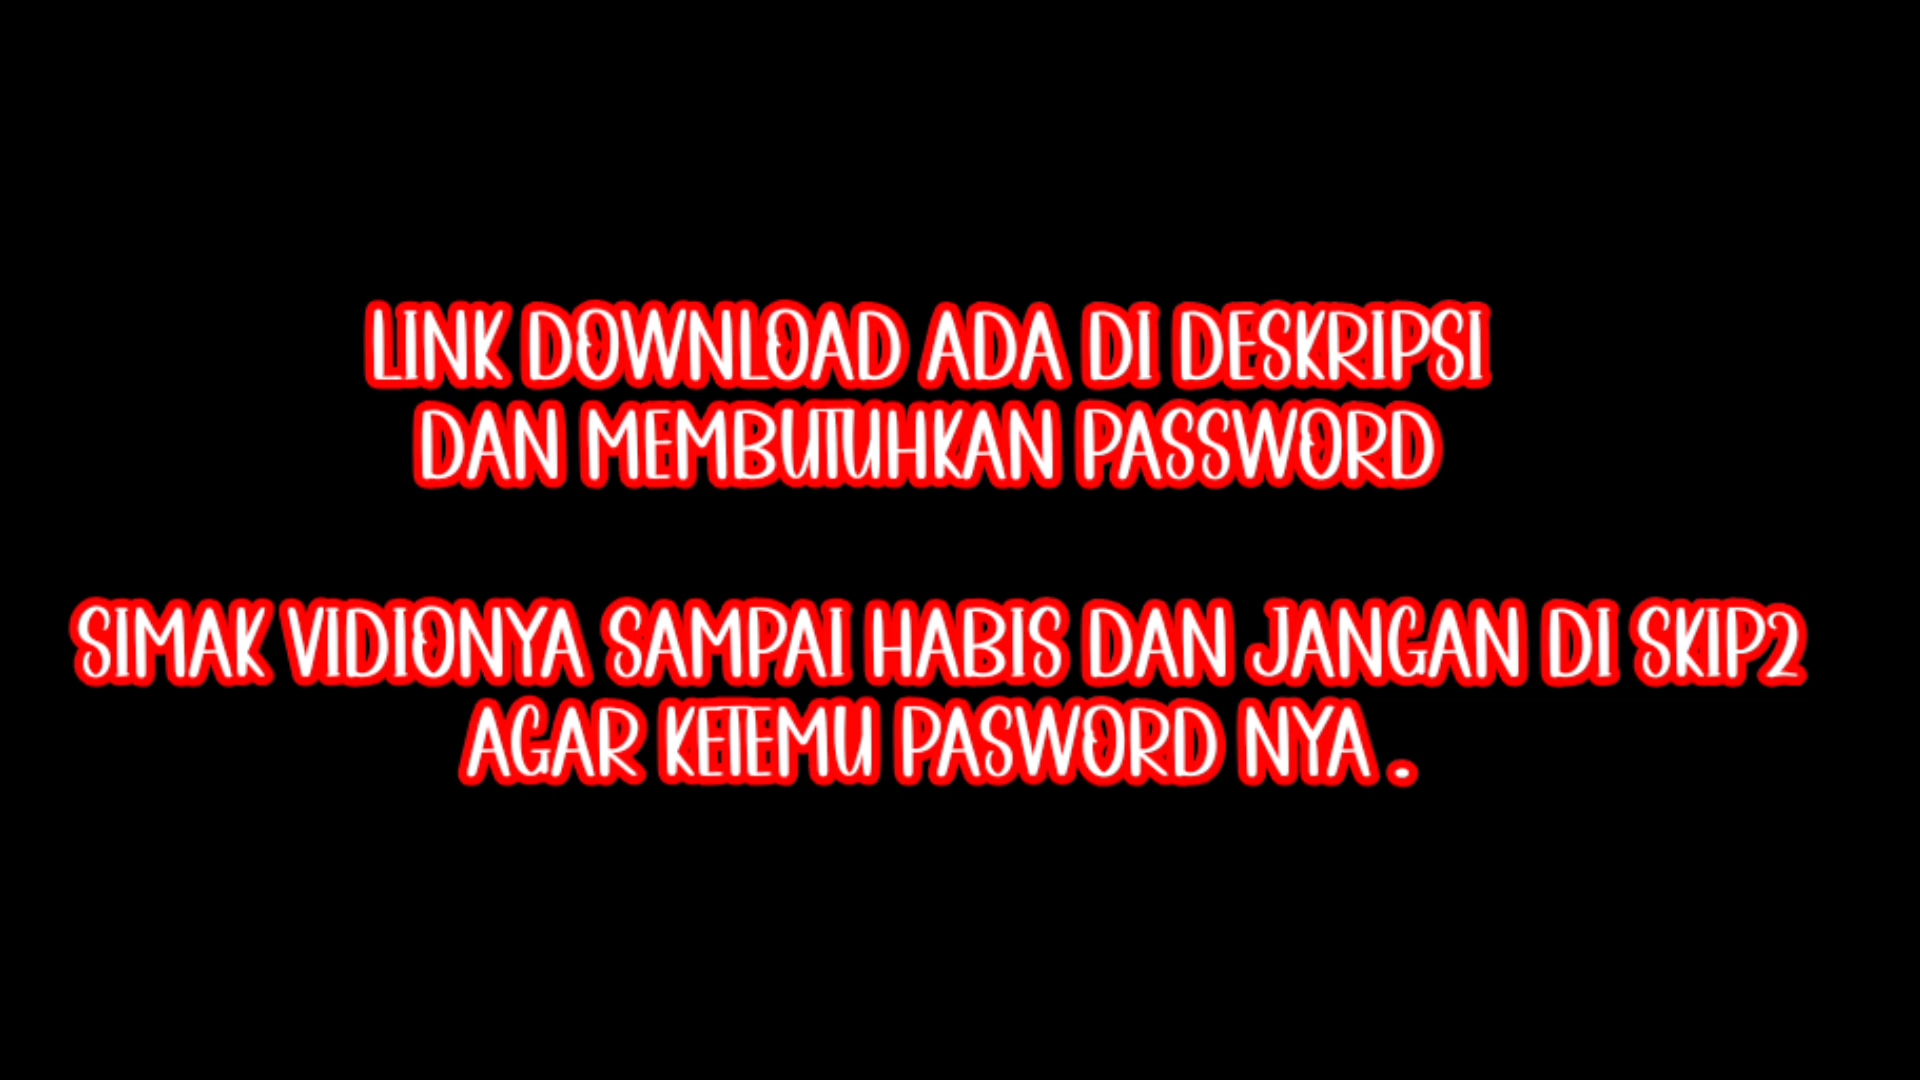 LINK DOWNLOAD ADA DI DESKRIPSI
DAN MEMBUTUHKAN PASSWORD
SIMAK VIDIONYA SAMPAI HABIS DAN JANGAN DI SKIP2
AGAR KETEMU PASWORD NYA .